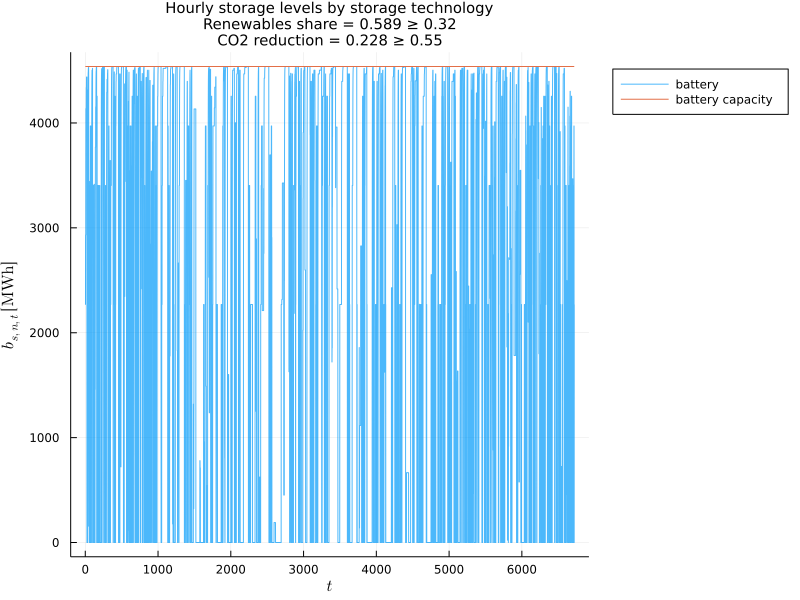 Hourly storage levels by storage technology
Renewables share = 0.589 ≥ 0.32
CO2 reduction = 0.228 ≥ 0.55
battery
battery capacity
b_{s, n, t} [MWh]
4000
3000
2000
1000
0
0 1000 2000 3000 4000 5000 6000
t